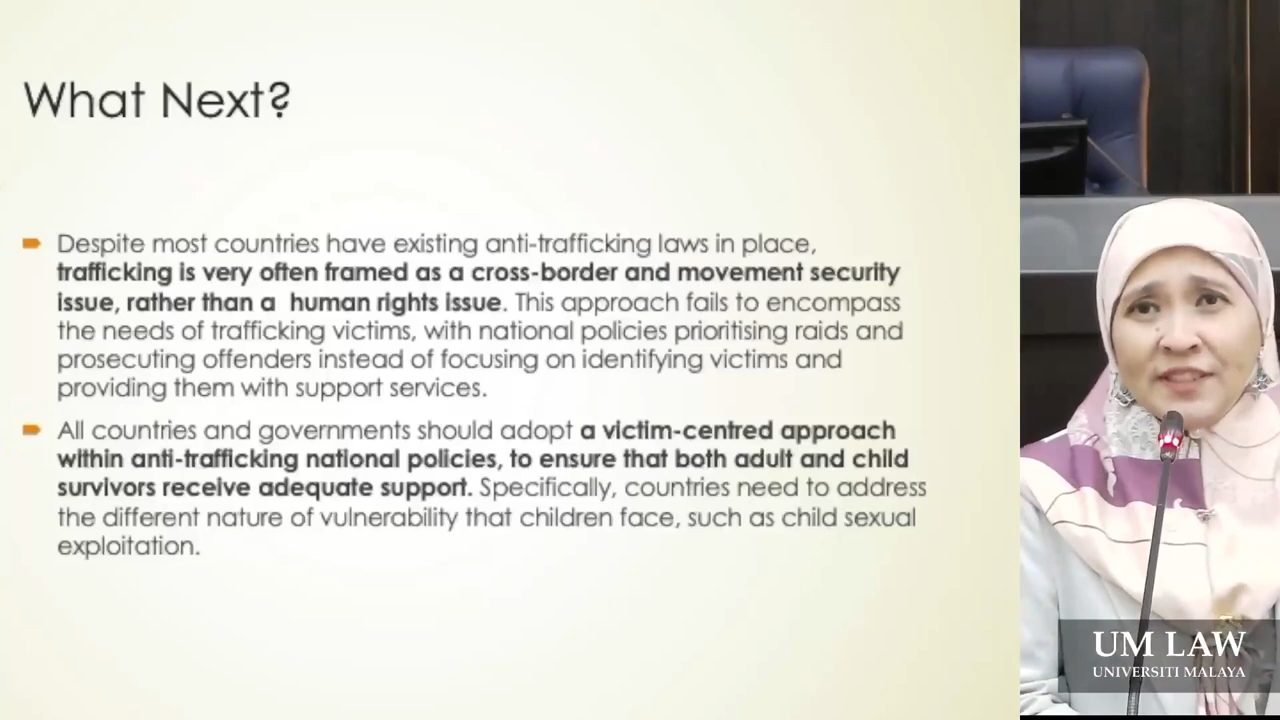 What Next?
Despite most countries have existing anti-trafficking laws in place,
trafficking is very often framed as a cross-border and movement security
issue, rather than a human rights issue. This approach fails to encompass
the needs of trafficking victims, with national policies prioritising raids and
prosecuting offenders instead of focusing on identifying victims and
providing them with support services.
All countries and governments should adopt a victim-centred approach
within anti-trafficking national policies, to ensure that both adult and child
survivors receive adequate support. Specifically, countries need to address
the different nature of vulnerability that children face, such as child sexual
exploitation.
UM LAW
UNIVERSITI MALAYA